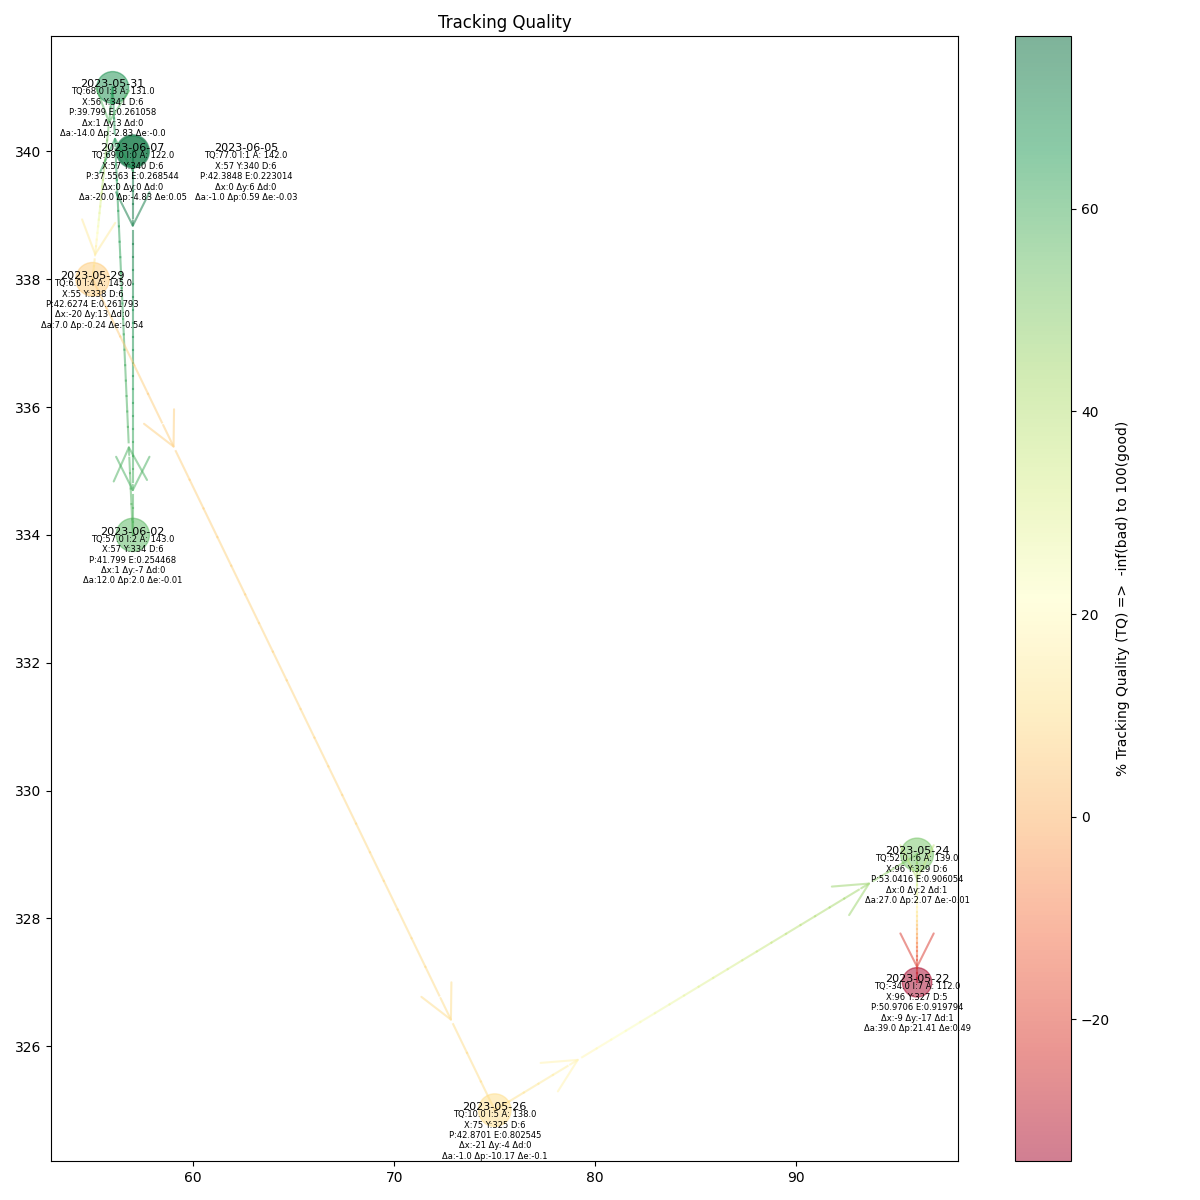 Tracking Quality
2023-05-31
TQ:68.0 I:3 A: 131.0
X:56 Y:341 D:6
P:39.799 E:0.261058
Δx:1 Δy:3 Δd:0
Δa:-14.0 Δp:-2.83 Δe:-0.0
2023-06-07
TQ:69.0 I:0 A: 122.0
X:57 Y:340 D:6
P:37.5563 E:0.268544
Δx:0 Δy:0 Δd:0
Δa:-20.0 Δp:-4.83 Δe:0.05
2023-06-05
TQ:77.0 I:1 A: 142.0
X:57 Y:340 D:6
P:42.3848 E:0.223014
Δx:0 Δy:6 Δd:0
Δa:-1.0 Δp:0.59 Δe:-0.03
2023-05-29
TQ:6.0 I:4 A: 145.0
X:55 Y:338 D:6
P:42.6274 E:0.261793
Δx:-20 Δy:13 Δd:0
Δa:7.0 Δp:-0.24 Δe:-0.54
2023-06-02
TQ:57.0 I:2 A: 143.0
X:57 Y:334 D:6
P:41.799 E:0.254468
Δx:1 Δy:-7 Δd:0
Δa:12.0 Δp:2.0 Δe:-0.01
2023-05-24
TQ:52.0 I:6 A: 139.0
X:96 Y:329 D:6
P:53.0416 E:0.906054
Δx:0 Δy:2 Δd:1
Δa:27.0 Δp:2.07 Δe:-0.01
2023-05-22
TQ:-34.0 I:7 A: 112.0
X:96 Y:327 D:5
P:50.9706 E:0.919794
Δx:-9 Δy:-17 Δd:1
Δa:39.0 Δp:21.41 Δe:0.49
2023-05-26
TQ:10.0 I:5 A: 138.0
X:75 Y:325 D:6
P:42.8701 E:0.802545
Δx:-21 Δy:-4 Δd:0
Δa:-1.0 Δp:-10.17 Δe:-0.1
340
338
336
334
332
330
328
326
60
70
80
90
60
40
20
0
−20
% Tracking Quality (TQ) => -inf(bad) to 100(good)